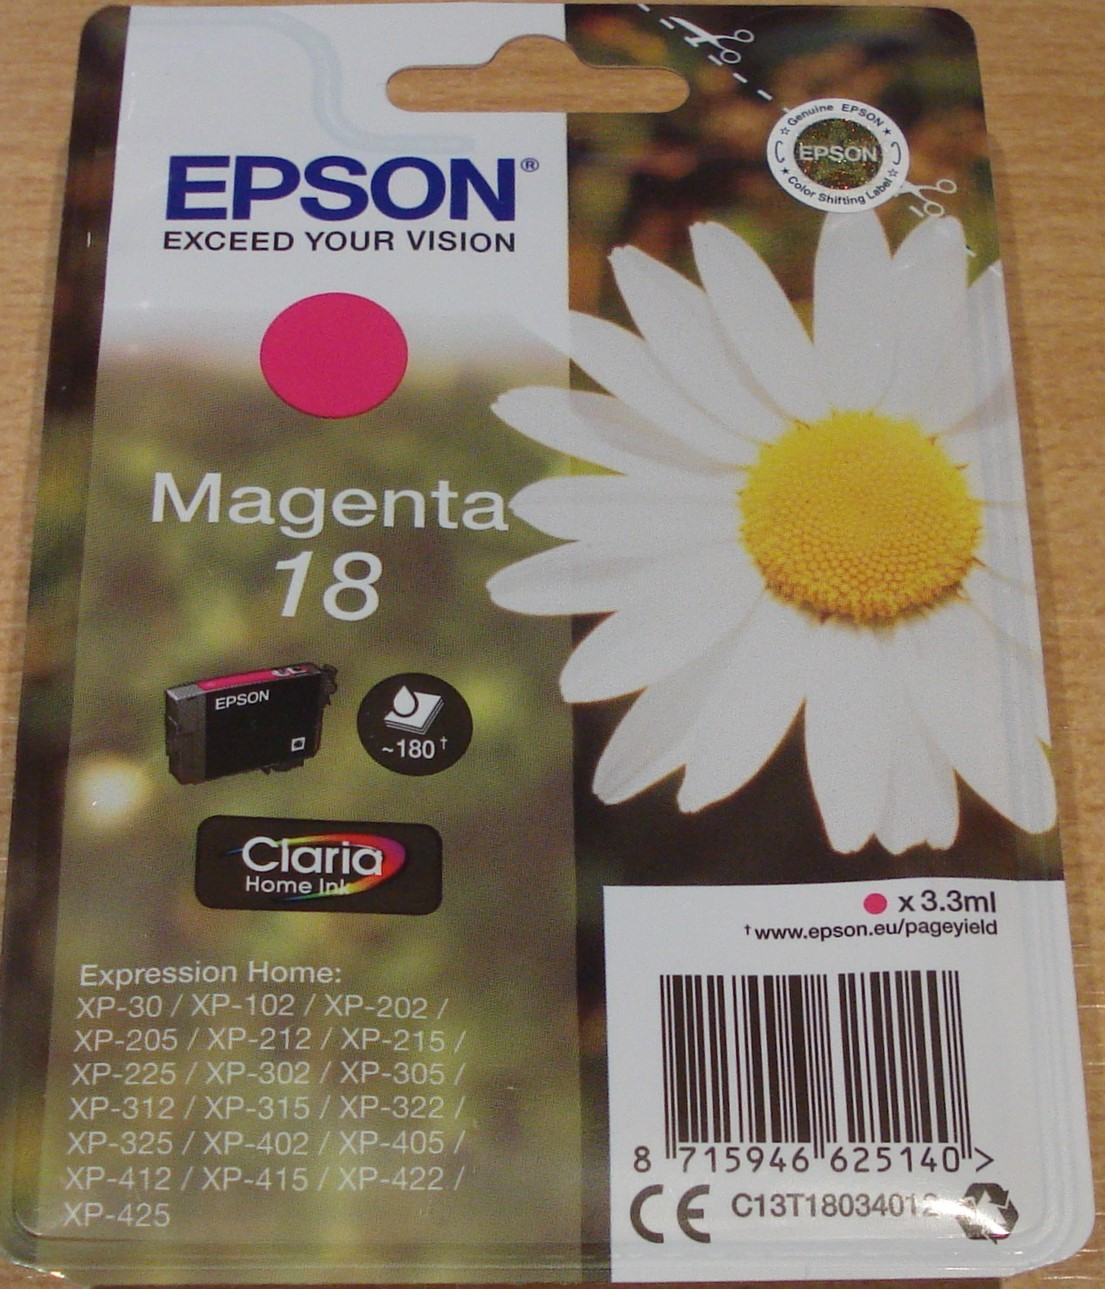 EPSON®
EXCEED YOUR VISION
Genuine EPSON
EPSON
Color Shifting Label
Magenta
18
EPSON
~180†
Claria
Home Ink
Expression Home:
XP-30 / XP-102 / XP-202 /
XP-205 / XP-212 / XP-215 /
XP-225 / XP-302 / XP-305 /
XP-312 / XP-315 / XP-322 /
XP-325 / XP-402 / XP-405 /
XP-412 / XP-415 / XP-422 /
XP-425
x 3.3ml
†www.epson.eu/pageyield
8 715946 625140 >
CE C13T18034012